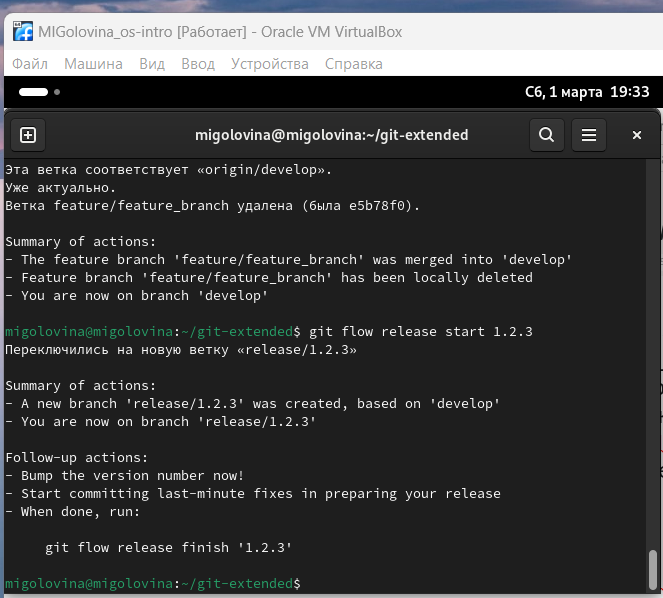 MIGolovina_os-intro [Работает] - Oracle VM VirtualBox
Файл Машина Вид Ввод Устройства Справка
Сб, 1 марта 19:33
migolovina@migolovina:~/git-extended
Эта ветка соответствует «origin/develop».
Уже актуально.
Ветка feature/feature_branch удалена (была e5b78f0).
Summary of actions:
- The feature branch 'feature/feature_branch' was merged into 'develop'
- Feature branch 'feature/feature_branch' has been locally deleted
- You are now on branch 'develop'
migolovina@migolovina:~/git-extended$ git flow release start 1.2.3
Переключились на новую ветку «release/1.2.3»
Summary of actions:
- A new branch 'release/1.2.3' was created, based on 'develop'
- You are now on branch 'release/1.2.3'
Follow-up actions:
- Bump the version number now!
- Start committing last-minute fixes in preparing your release
- When done, run:
git flow release finish '1.2.3'
migolovina@migolovina:~/git-extended$